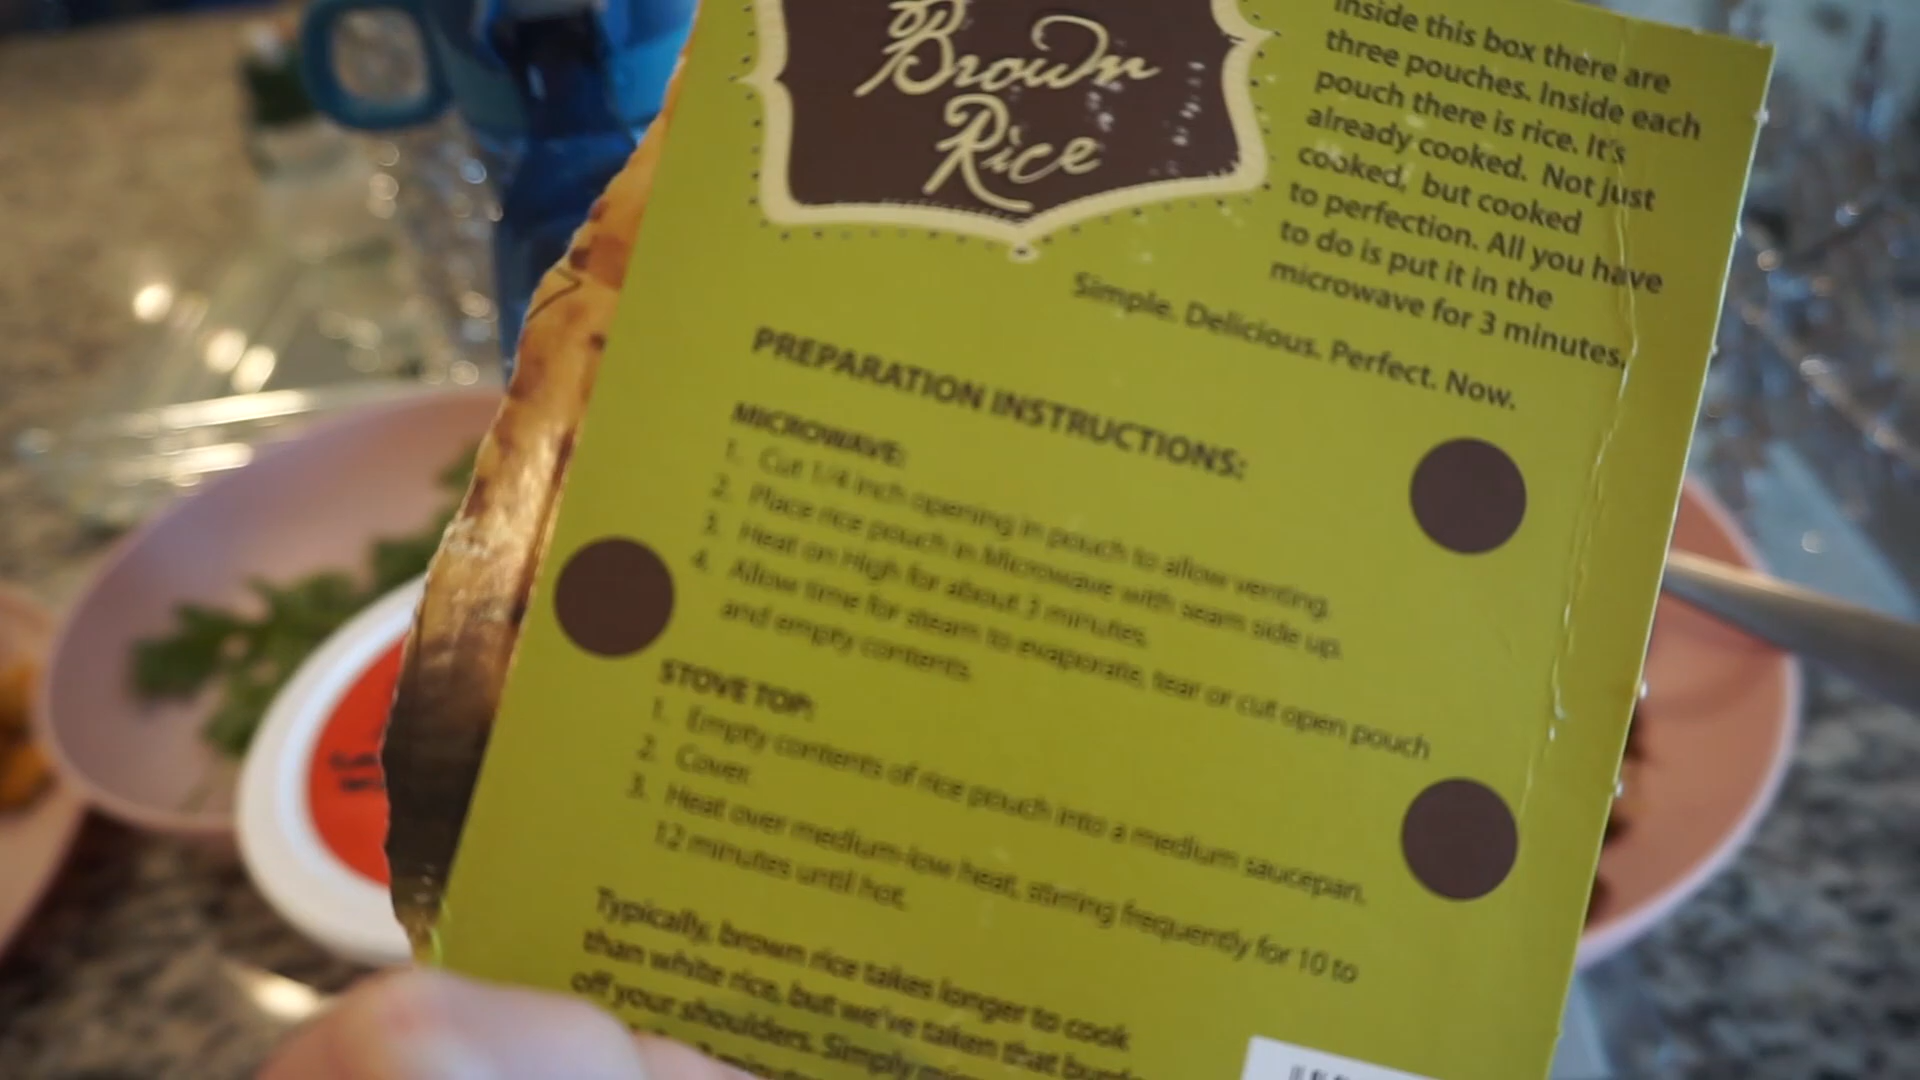 Brown
Rice
Inside this box there are
three pouches. Inside each
pouch there is rice. It's
already cooked. Not just
cooked, but cooked
to perfection. All you have
to do is put it in the
microwave for 3 minutes.
Simple. Delicious. Perfect. Now.
PREPARATION INSTRUCTIONS:
MICROWAVE:
1. Cut 1/4 inch opening in pouch to allow venting.
2. Place rice pouch in Microwave with seam side up.
3. Heat on High for about 3 minutes.
4. Allow time for steam to evaporate, tear or cut open pouch
and empty contents.
STOVE TOP:
1. Empty contents of rice pouch into a medium saucepan.
2. Cover.
3. Heat over medium-low heat, stirring frequently for 10 to
12 minutes until hot.
Typically, brown rice takes longer to cook
than white rice, but we've taken that
off your shoulders. Simply